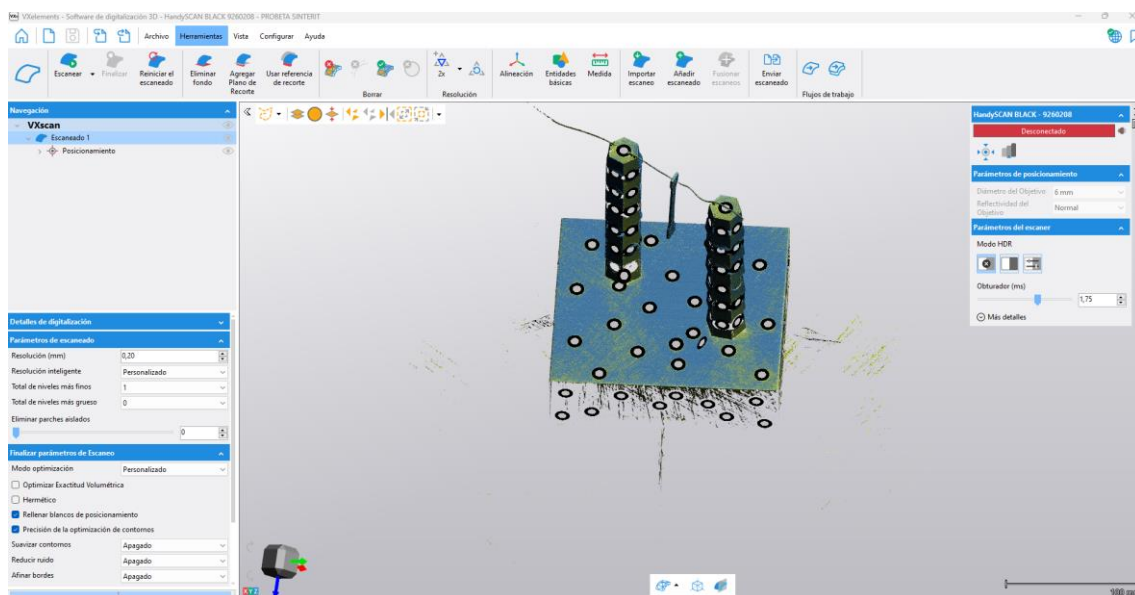 VXelements - Software de digitalización 3D - HandySCAN BLACK 9260208 - PROBETA SINTERIT
Archivo Herramientas Vista Configurar Ayuda
Escanear Finalizar Reiniciar el escaneado Eliminar fondo Agregar Plano de Recorte Usar referencia de recorte 2x Alineación Entidades básicas Medida Importar escaneo Añadir escaneado Fusionar escaneos Enviar escaneado
Borrar Resolución Flujos de trabajo
Navegación
VXscan
Escaneado 1
Posicionamiento
Detalles de digitalización
Parámetros de escaneado
Resolución (mm) 0,20
Resolución inteligente Personalizado
Total de niveles más finos 1
Total de niveles más grueso 0
Eliminar parches aislados
0
Finalizar parámetros de Escaneo
Modo optimización Personalizado
Optimizar Exactitud Volumétrica
Hermético
Rellenar blancos de posicionamiento
Precisión de la optimización de contornos
Suavizar contornos Apagado
Reducir ruido Apagado
Afinar bordes Apagado
XYZ
HandySCAN BLACK - 9260208
Desconectado
Parámetros de posicionamiento
Diámetro del Objetivo 6 mm
Reflectividad del Objetivo Normal
Parámetros del escaner
Modo HDR
Obturador (ms)
1,75
Más detalles